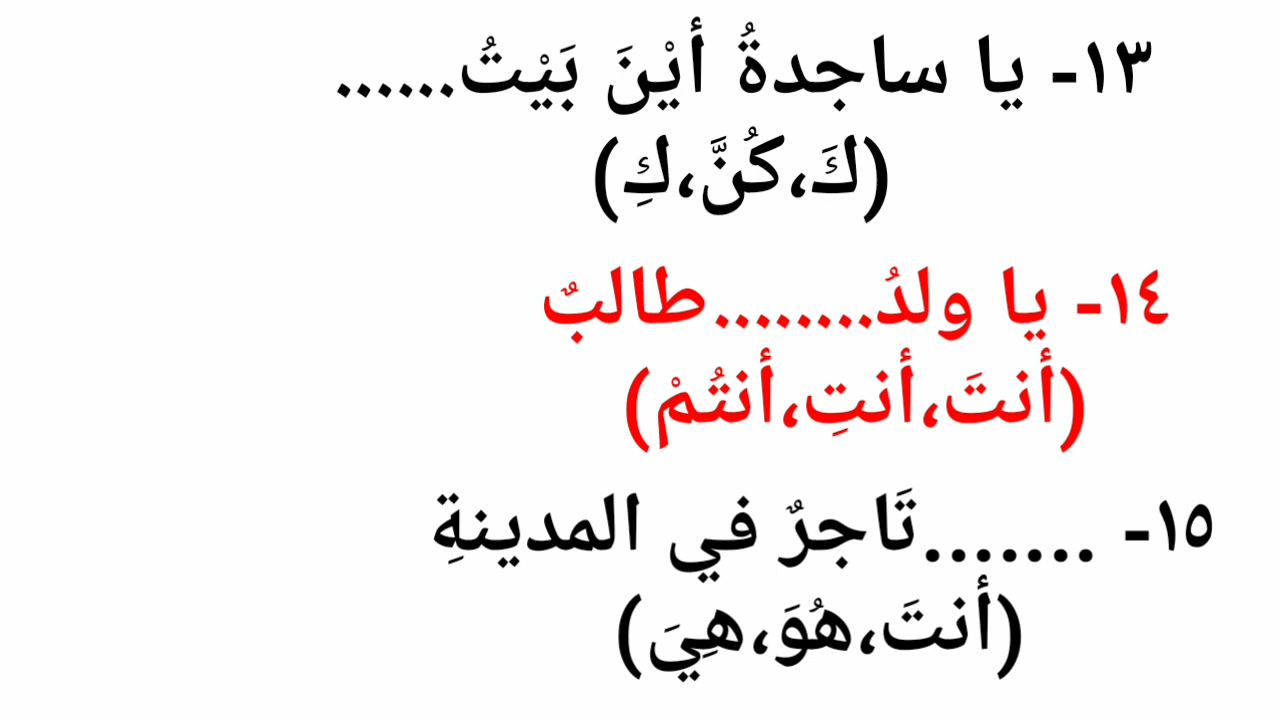 ١٣- يا ساجدةُ أيْنَ بَيْتُ......
(كَ،كُنَّ،كِ)
١٤- يا ولدُ........طالبٌ
(أنتَ،أنتِ،أنتُمْ)
١٥- .......تَاجرٌ في المدينةِ
(أنتَ،هُوَ،هِيَ)